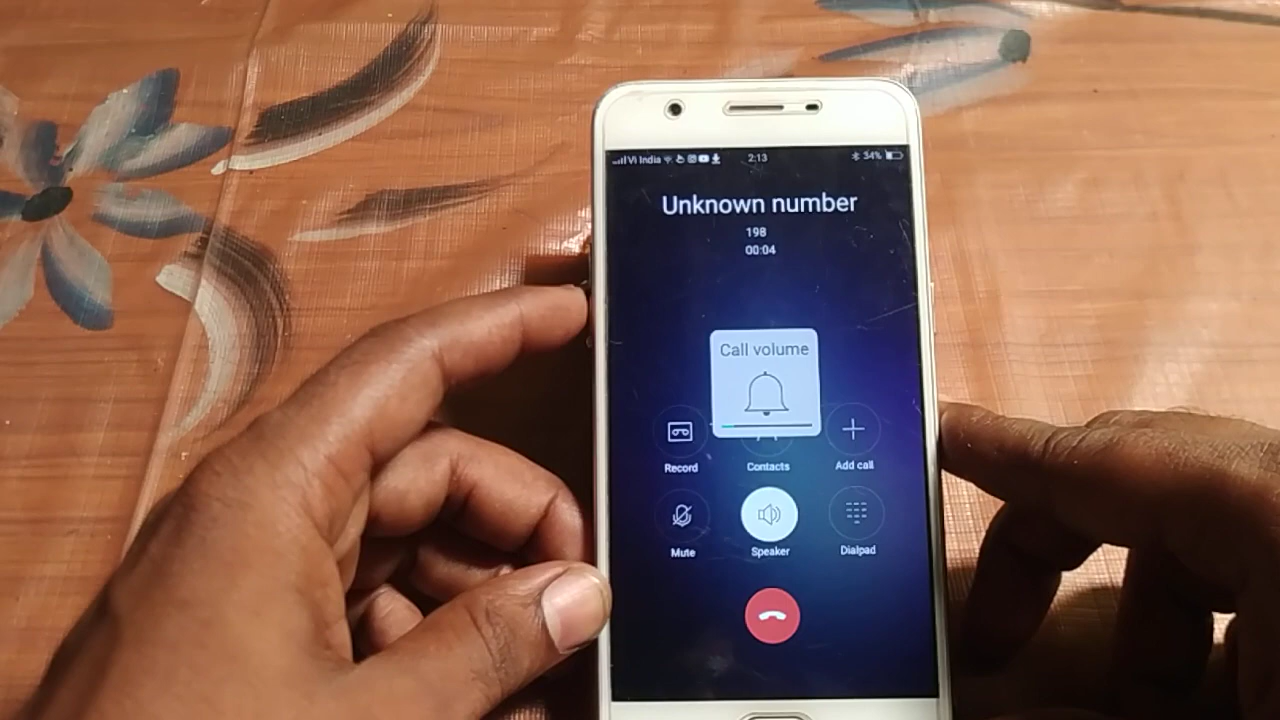 Vi India 2:13 34%
Unknown number
198
00:04
Call volume
Record Contacts Add call
Mute Speaker Dialpad